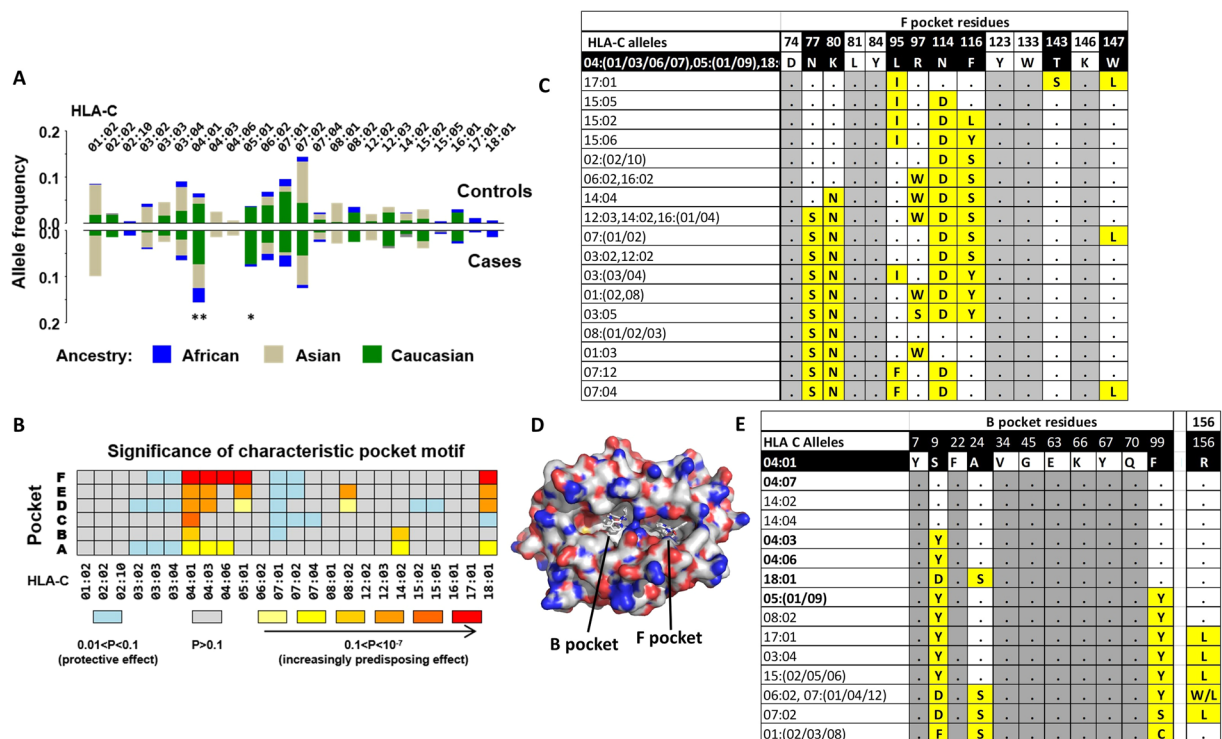 A
HLA-C
01:02 02:02 02:10 03:02 03:03 03:04 04:01 04:03 04:06 05:01 06:02 07:01 07:02 07:04 08:01 08:02 12:02 12:03 14:02 15:02 15:05 16:01 17:01 18:01
Allele frequency
0.2
0.1
0.0
0.0
0.1
0.2
Controls
Cases
** *
Ancestry: African Asian Caucasian
B
Significance of characteristic pocket motif
Pocket
F
E
D
C
B
A
HLA-C 01:02 02:02 02:10 03:02 03:03 03:04 04:01 04:03 04:06 05:01 06:02 07:01 07:02 07:04 08:01 08:02 12:02 12:03 14:02 15:02 15:05 16:01 17:01 18:01
0.01<P<0.1
(protective effect)
P>0.1
0.1<P<10-7
(increasingly predisposing effect)
C
F pocket residues
HLA-C alleles 74 77 80 81 84 95 97 114 116 123 133 143 146 147
04:(01/03/06/07),05:(01/09),18: D N K L Y L R N F Y W T K W
17:01 . . . . . I . . . . . S . L
15:05 . . . . . I . D . . . . . .
15:02 . . . . . I . D L . . . . .
15:06 . . . . . I . D Y . . . . .
02:(02/10) . . . . . . . D S . . . . .
06:02,16:02 . . . . . . W D S . . . . .
14:04 . . N . . . W D S . . . . .
12:03,14:02,16:(01/04) . S N . . . W D S . . . . .
07:(01/02) . S N . . . . D S . . . . L
03:02,12:02 . S N . . . . D S . . . . .
03:(03/04) . S N . . I . D Y . . . . .
01:(02,08) . S N . . . W D Y . . . . .
03:05 . S N . . . S D Y . . . . .
08:(01/02/03) . S N . . . . . . . . . . .
01:03 . S N . . . W . . . . . . .
07:12 . S N . . F . D . . . . . .
07:04 . S N . . F . D . . . . . L
D
B pocket
F pocket
E
B pocket residues 156
HLA C Alleles 7 9 22 24 34 45 63 66 67 70 99 156
04:01 Y S F A V G E K Y Q F R
04:07 . . . . . . . . . . . .
14:02 . . . . . . . . . . . .
14:04 . . . . . . . . . . . .
04:03 . Y . . . . . . . . . .
04:06 . Y . . . . . . . . . .
18:01 . D . S . . . . . . . .
05:(01/09) . Y . . . . . . . . Y .
08:02 . Y . . . . . . . . Y .
17:01 . Y . . . . . . . . Y L
03:04 . Y . . . . . . . . Y L
15:(02/05/06) . Y . . . . . . . . Y L
06:02, 07:(01/04/12) . D . S . . . . . . Y W/L
07:02 . D . S . . . . . . S L
01:(02/03/08) . F . S . . . . . . C .